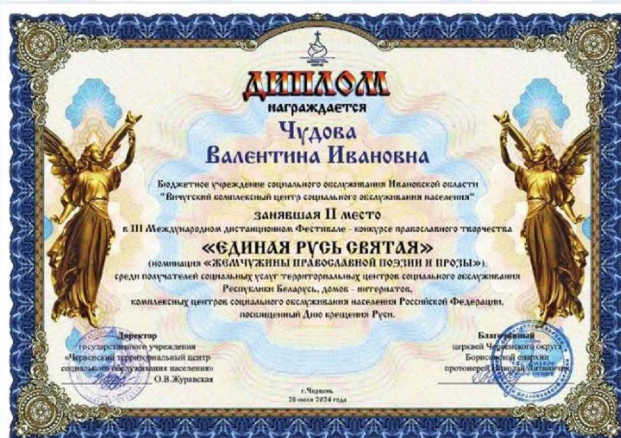 ДИПЛОМ
награждается
Чудова
Валентина Ивановна
Бюджетное учреждение социального обслуживания Ивановской области
"Вичугский комплексный центр социального обслуживания населения"
занявшая II место
в III Международном дистанционном Фестивале - конкурсе православного творчества
«ЕДИНАЯ РУСЬ СВЯТАЯ»
(номинация «ЖЕМЧУЖИНЫ ПРАВОСЛАВНОЙ ПОЭЗИИ И ПРОЗЫ»)
среди получателей социальных услуг территориальных центров социального обслуживания
Республики Беларусь, домов - интернатов,
комплексных центров социального обслуживания населения Российской Федерации,
посвященный Дню крещения Руси.
Директор
государственного учреждения
«Червенский территориальный центр
социального обслуживания населения»
О.В.Журавская
Благочинный
церквей Червенского округа
Борисовской епархии
протоиерей Николай
г.Червень
28 июля 2024 года